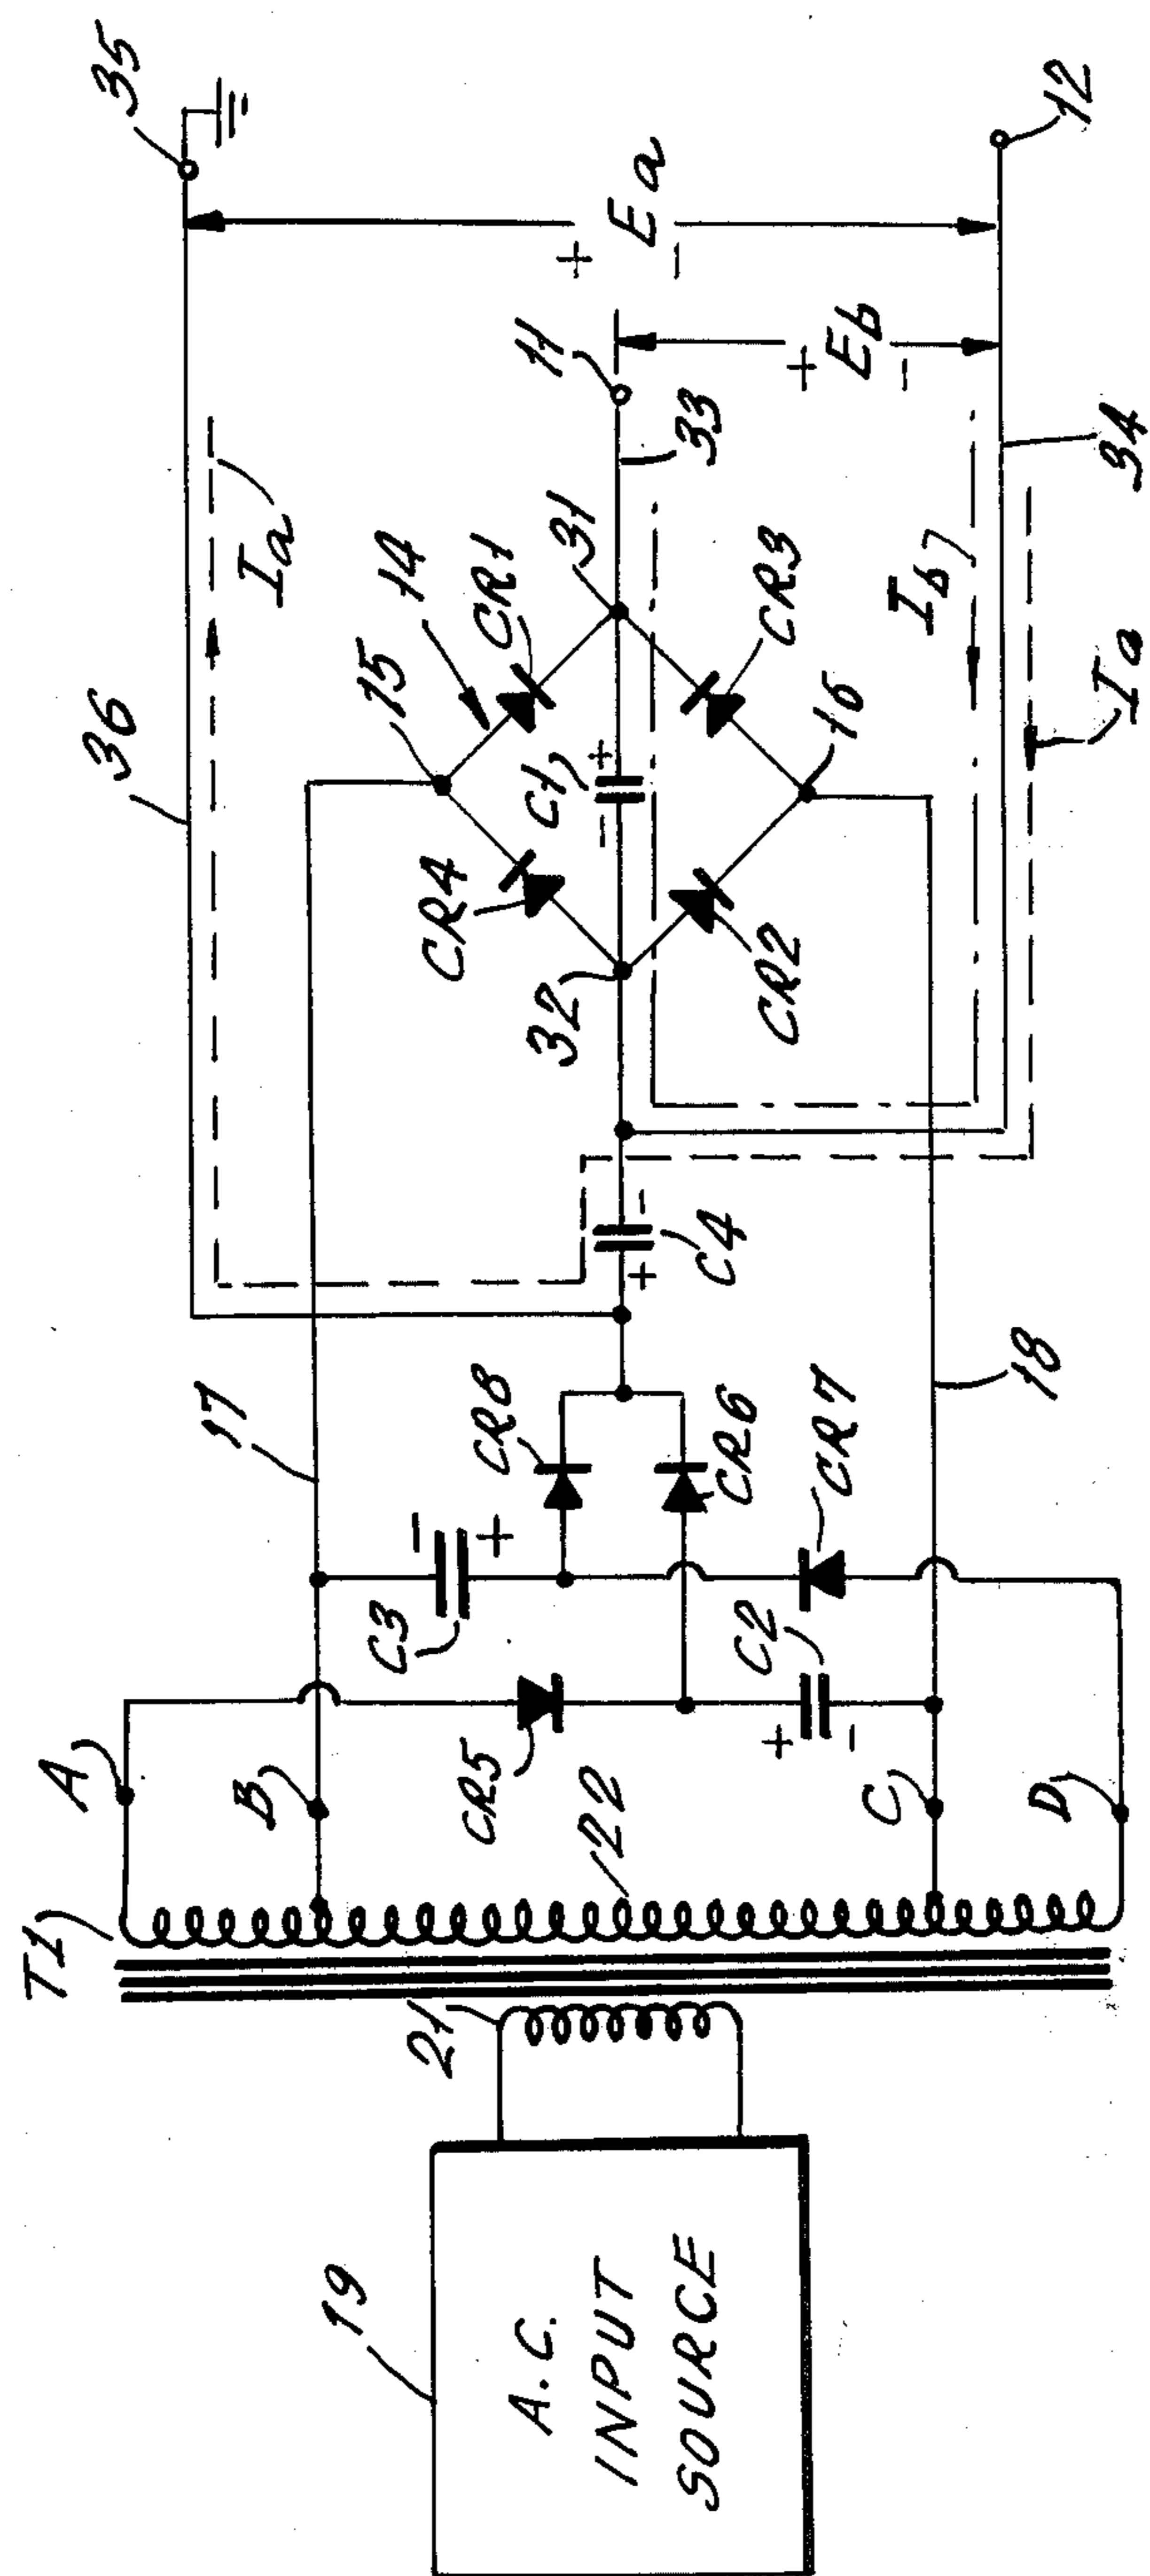 T1
A
B
C
D
19
A.C.
INPUT
SOURCE
21
22
CR5
C3
−
+
C2
+
−
CR7
CR8
CR6
17
18
36
Ia
C4
+
−
32
CR4
CR2
C1
−
+
15
14
CR1
31
CR3
16
33
11
Ib
34
Ia
+
Eb
−
+
Ea
−
35
12